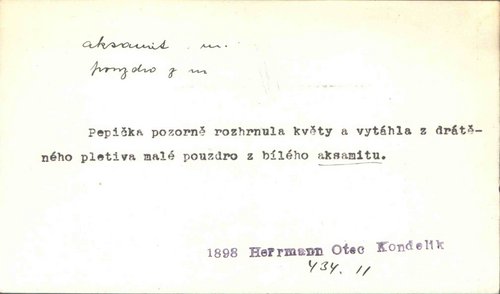 aksamit m.
pouzdro z m
Pepička pozorně rozhrnula květy a vytáhla z drátě-
ného pletiva malé pouzdro z bílého aksamitu.
1898 Herrmann Otec Kondelík
434. 11